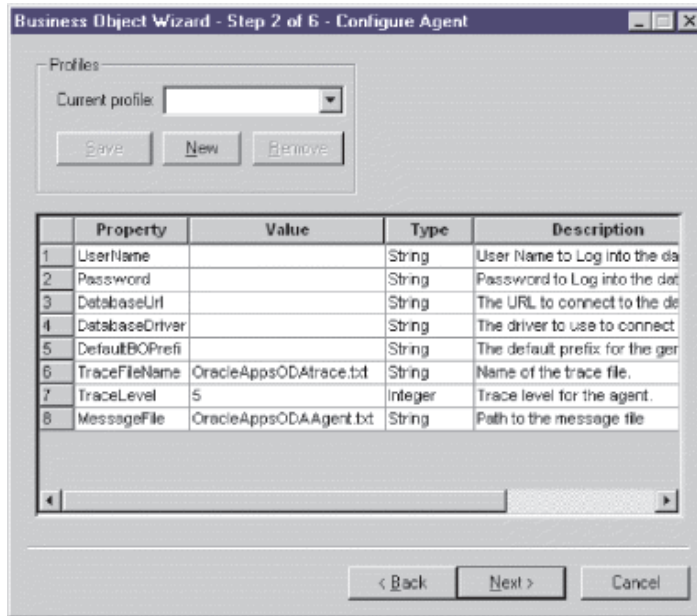 Business Object Wizard - Step 2 of 6 - Configure Agent
Profiles
Current profile:
Save New Remove
Property Value Type Description
1 UserName String User Name to Log into the da
2 Password String Password to Log into the dat
3 DatabaseUrl String The URL to connect to the de
4 DatabaseDriver String The driver to use to connect
5 DefaultBOPrefi String The default prefix for the ger
6 TraceFileName OracleAppsODAtrace.txt String Name of the trace file.
7 TraceLevel 5 Integer Trace level for the agent.
8 MessageFile OracleAppsODAAgent.txt String Path to the message file
< Back Next > Cancel